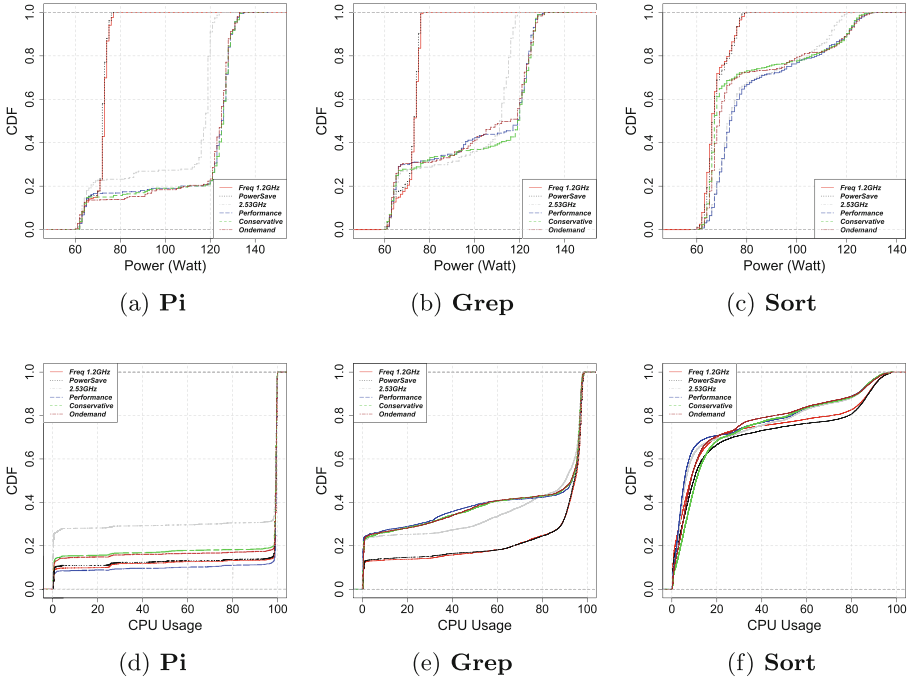 CDF
0.0
0.2
0.4
0.6
0.8
1.0
60
80
100
120
140
Power (Watt)
Freq 1.2GHz
PowerSave
2.53GHz
Performance
Conservative
Ondemand
(a) Pi
CDF
0.0
0.2
0.4
0.6
0.8
1.0
60
80
100
120
140
Power (Watt)
Freq 1.2GHz
PowerSave
2.53GHz
Performance
Conservative
Ondemand
(b) Grep
CDF
0.0
0.2
0.4
0.6
0.8
1.0
60
80
100
120
140
Power (Watt)
Freq 1.2GHz
PowerSave
2.53GHz
Performance
Conservative
Ondemand
(c) Sort
Freq 1.2GHz
PowerSave
2.53GHz
Performance
Conservative
Ondemand
CDF
0.0
0.2
0.4
0.6
0.8
1.0
0
20
40
60
80
100
CPU Usage
(d) Pi
Freq 1.2GHz
PowerSave
2.53GHz
Performance
Conservative
Ondemand
CDF
0.0
0.2
0.4
0.6
0.8
1.0
0
20
40
60
80
100
CPU Usage
(e) Grep
Freq 1.2GHz
PowerSave
2.53GHz
Performance
Conservative
Ondemand
CDF
0.0
0.2
0.4
0.6
0.8
1.0
0
20
40
60
80
100
CPU Usage
(f) Sort